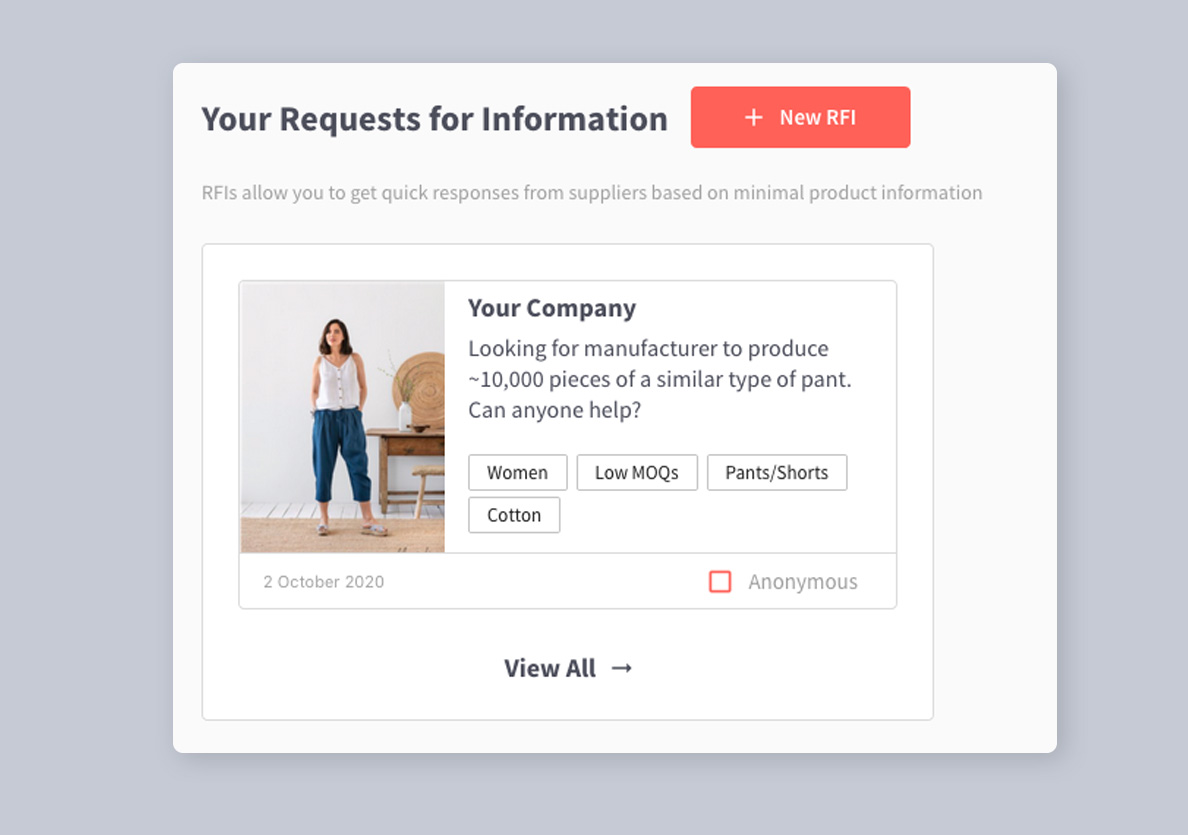 Your Requests for Information
+ New RFI
RFIs allow you to get quick responses from suppliers based on minimal product information
Your Company
Looking for manufacturer to produce
~10,000 pieces of a similar type of pant.
Can anyone help?
Women Low MOQs Pants/Shorts
Cotton
2 October 2020
Anonymous
View All →